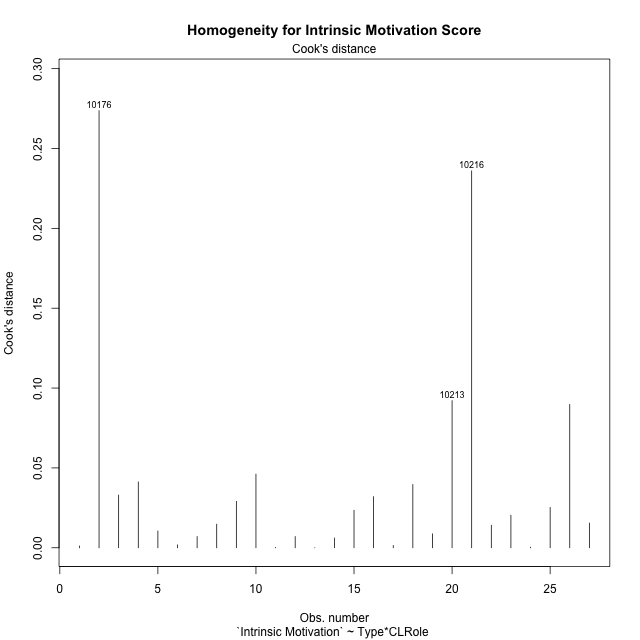 Homogeneity for Intrinsic Motivation Score
Cook's distance
Cook's distance
0.30
0.25
0.20
0.15
0.10
0.05
0.00
10176
10216
10213
0 5 10 15 20 25
Obs. number
`Intrinsic Motivation` ~ Type*CLRole